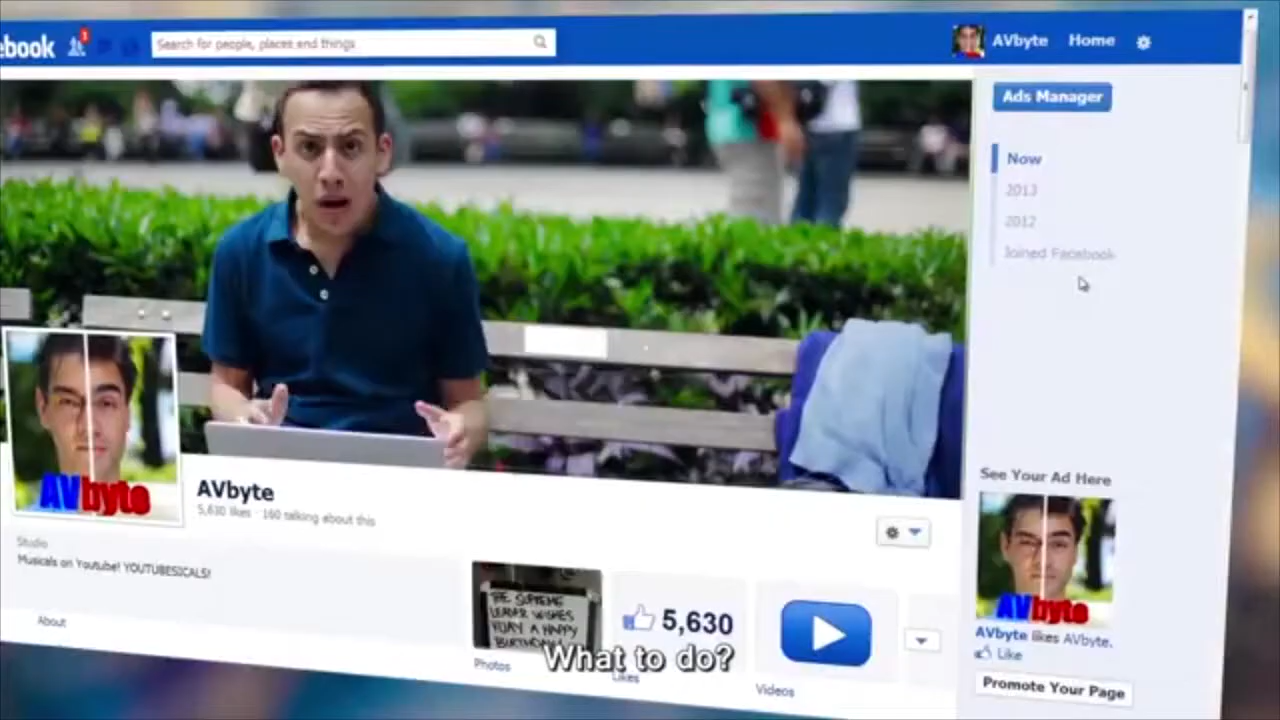 ebook
1
Search for people, places and things
AVbyte
Home
Ads Manager
Now
2013
2012
Joined Facebook
AVbyte
AVbyte
5,630 likes · 160 talking about this
Studio
Musicals on Youtube! YOUTUBESICALS!
About
THE SUPREME
LEADER WISHES
A HAPPY
Photos
5,630
Likes
Videos
What to do?
See Your Ad Here
AVbyte
AVbyte likes AVbyte.
Like
Promote Your Page